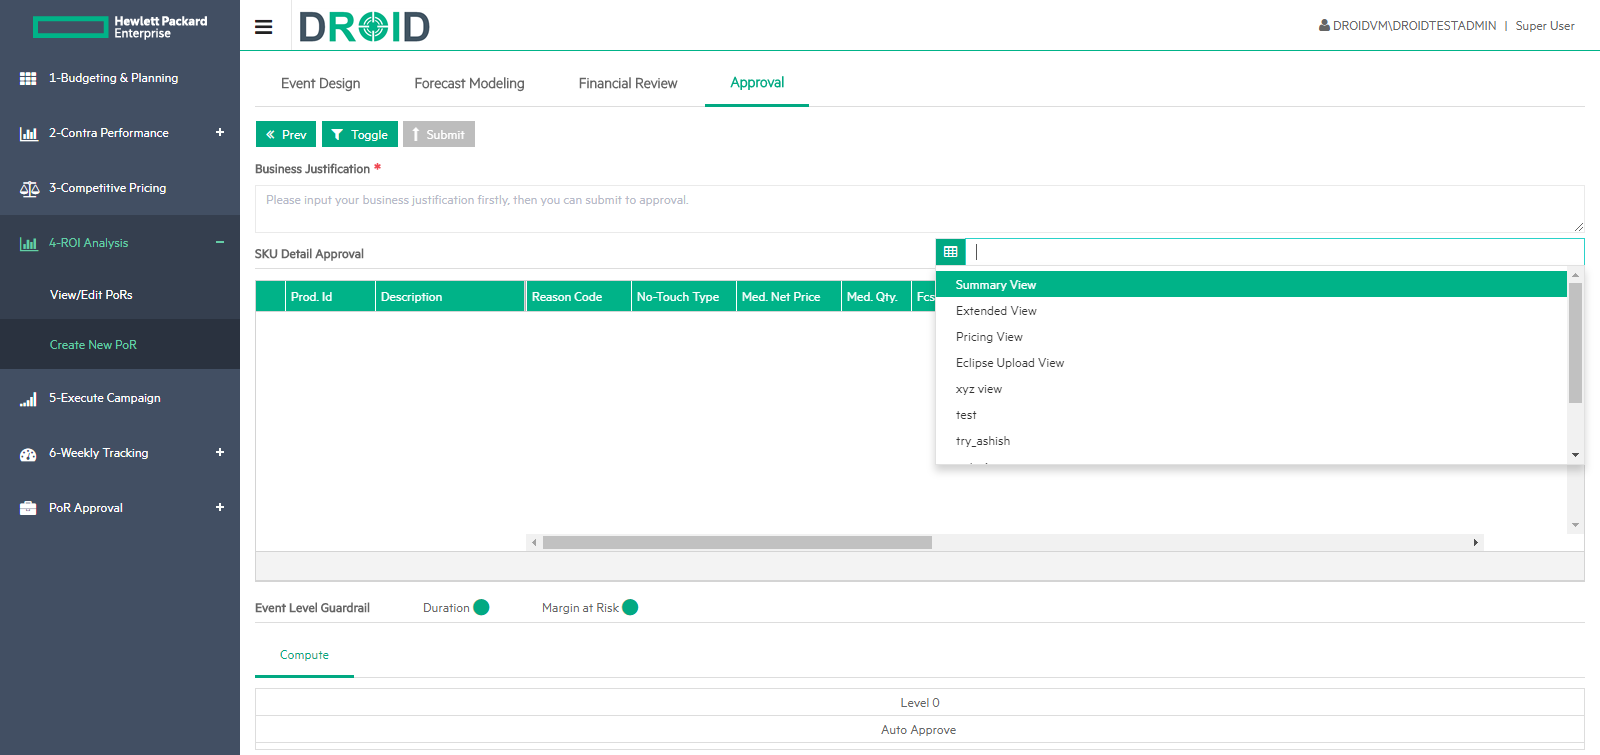 Hewlett Packard
Enterprise
DROID
DROIDVM\DROIDTESTADMIN | Super User
1-Budgeting & Planning
2-Contra Performance +
3-Competitive Pricing
4-ROI Analysis −
View/Edit PoRs
Create New PoR
5-Execute Campaign
6-Weekly Tracking +
PoR Approval +
Event Design Forecast Modeling Financial Review Approval
« Prev Toggle Submit
Business Justification *
Please input your business justification firstly, then you can submit to approval.
SKU Detail Approval
Prod. Id Description Reason Code No-Touch Type Med. Net Price Med. Qty. Fcs
Summary View
Extended View
Pricing View
Eclipse Upload View
xyz view
test
try_ashish
Event Level Guardrail Duration Margin at Risk
Compute
Level 0
Auto Approve